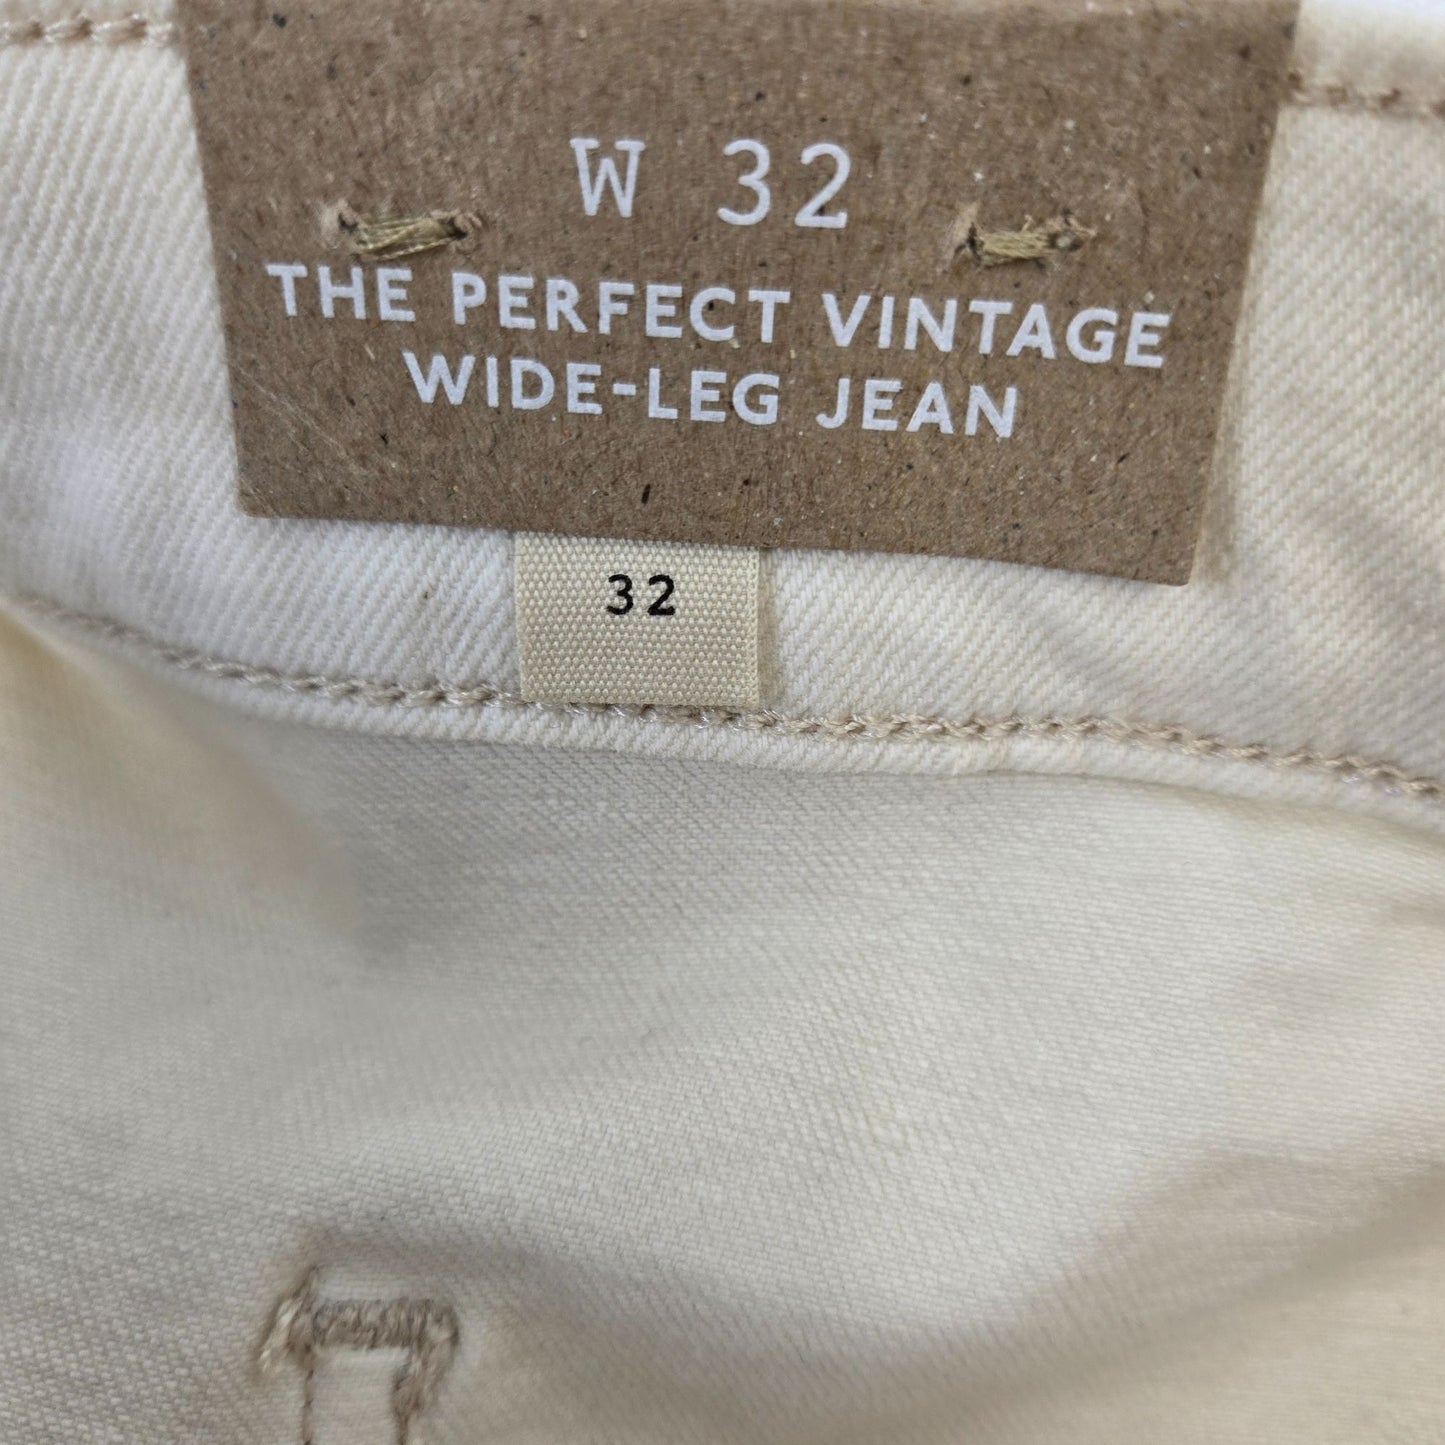 W 32
THE PERFECT VINTAGE
WIDE-LEG JEAN
32